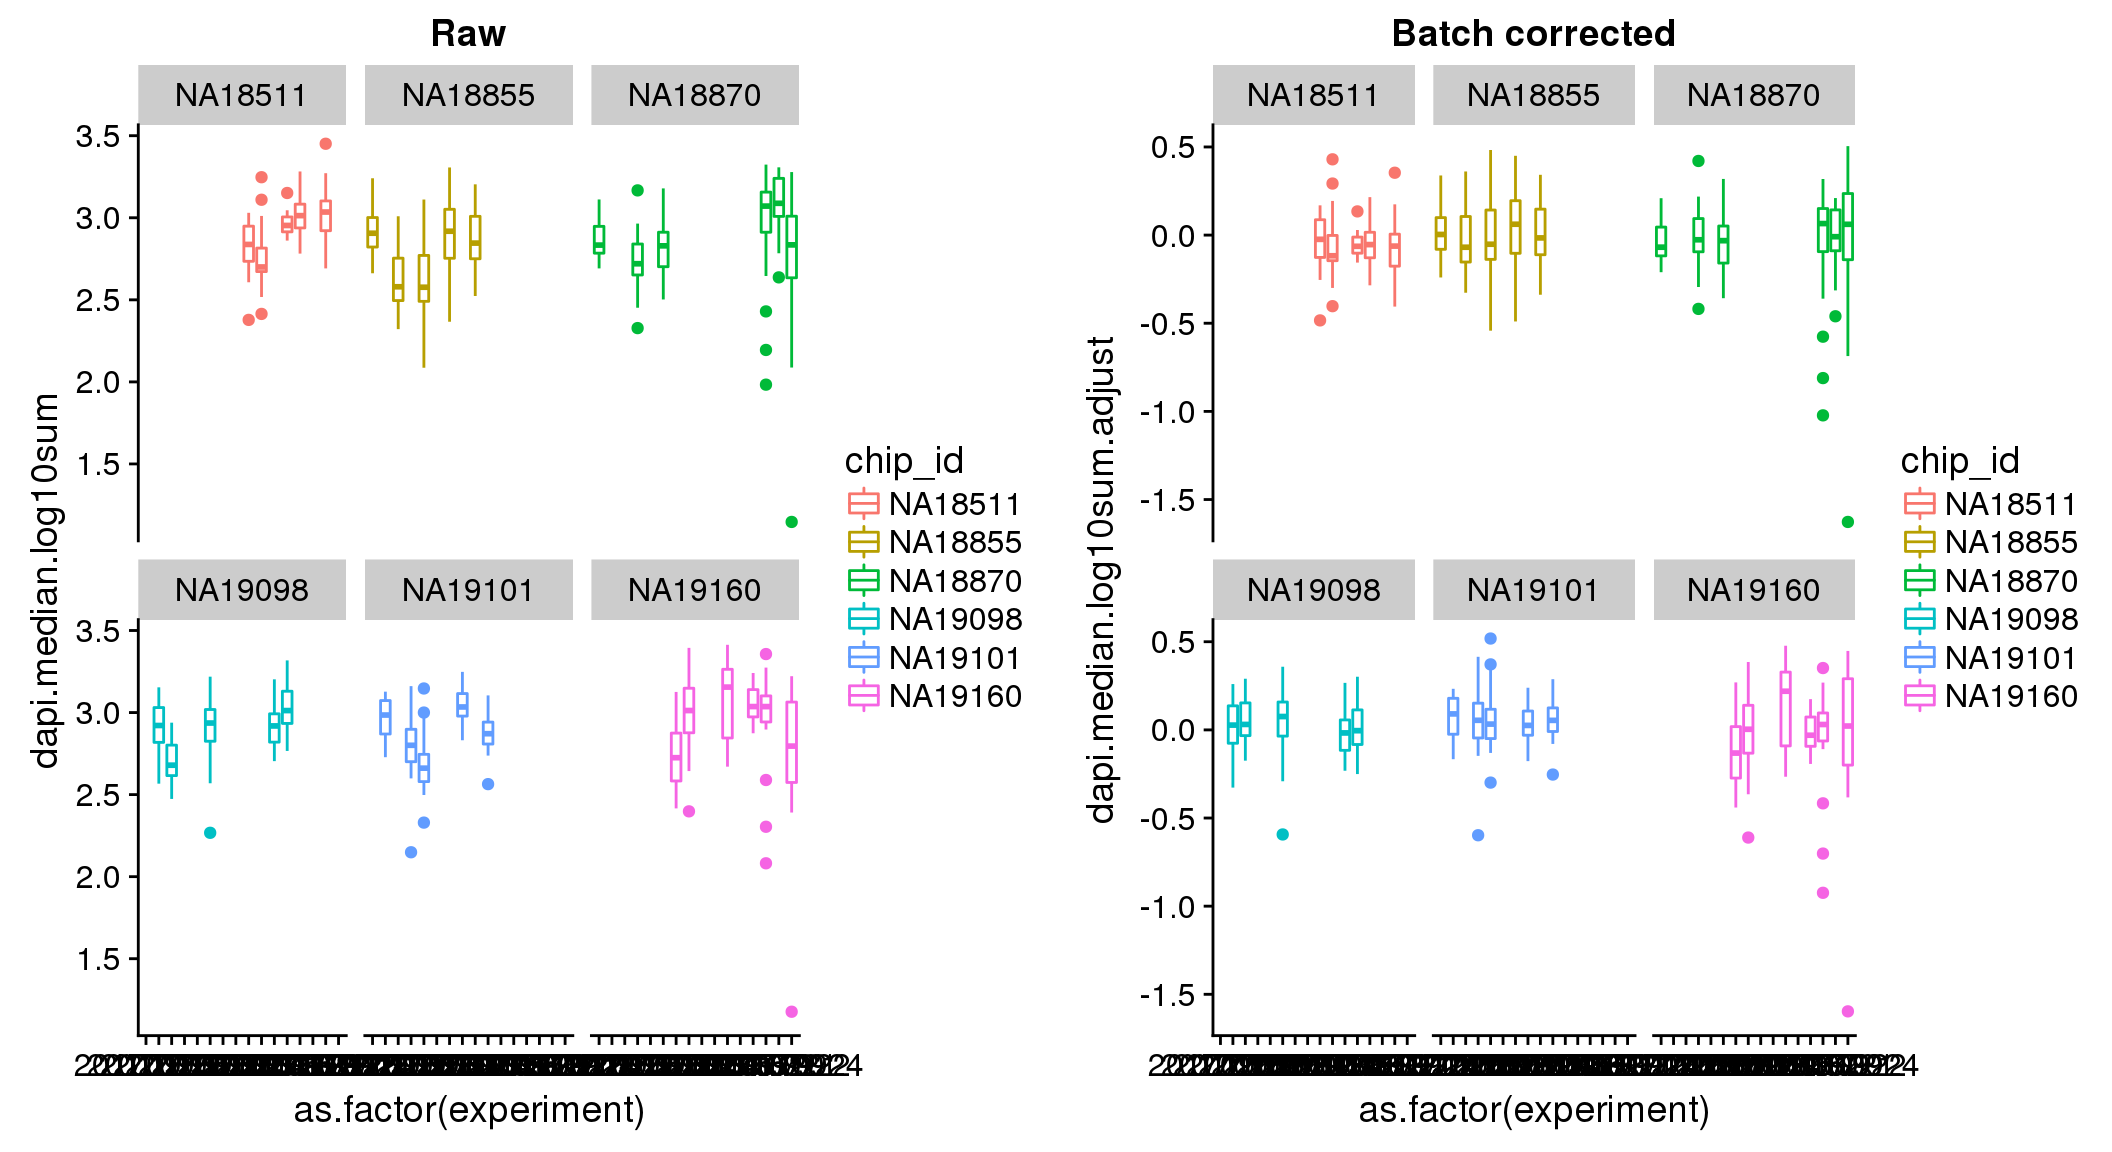 Raw
NA18511 NA18855 NA18870
3.5
3.0
2.5
2.0
1.5
NA19098 NA19101 NA19160
3.5
3.0
2.5
2.0
1.5
dapi.median.log10sum
as.factor(experiment)
chip_id
NA18511
NA18855
NA18870
NA19098
NA19101
NA19160
Batch corrected
NA18511 NA18855 NA18870
0.5
0.0
-0.5
-1.0
-1.5
NA19098 NA19101 NA19160
0.5
0.0
-0.5
-1.0
-1.5
dapi.median.log10sum.adjust
as.factor(experiment)
chip_id
NA18511
NA18855
NA18870
NA19098
NA19101
NA19160